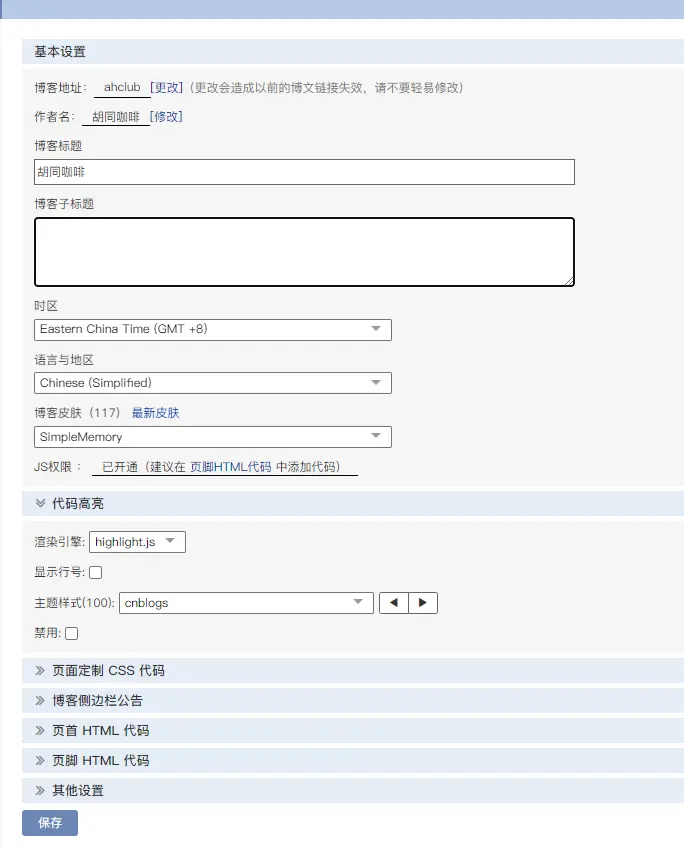 基本设置
博客地址： ahclub [更改]（更改会造成以前的博文链接失效，请不要轻易修改）
作者名： 胡同咖啡 [修改]
博客标题
胡同咖啡
博客子标题
时区
Eastern China Time (GMT +8)
语言与地区
Chinese (Simplified)
博客皮肤（117） 最新皮肤
SimpleMemory
JS权限： 已开通（建议在 页脚HTML代码 中添加代码）
代码高亮
渲染引擎: highlight.js
显示行号:
主题样式(100): cnblogs
禁用:
页面定制 CSS 代码
博客侧边栏公告
页首 HTML 代码
页脚 HTML 代码
其他设置
保存